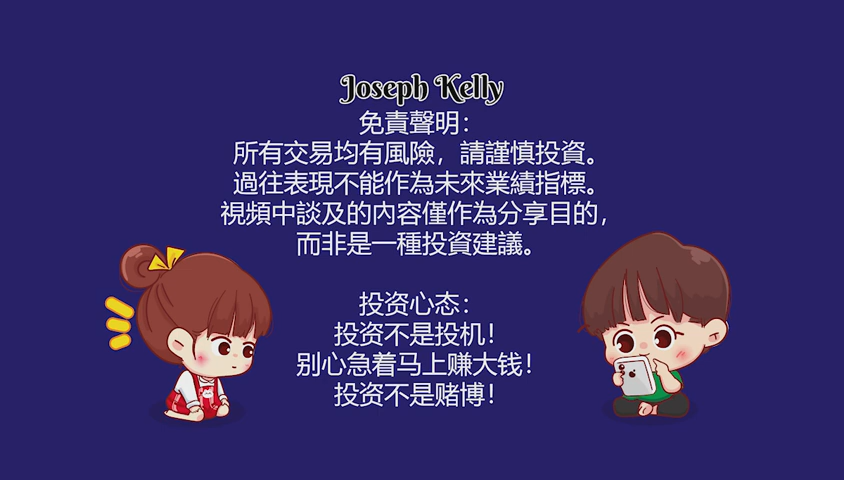 Joseph Kelly
免責聲明：
所有交易均有風險，請謹慎投資。
過往表現不能作為未來業績指標。
視頻中談及的內容僅作為分享目的，
而非是一種投資建議。
投资心态：
投资不是投机！
别心急着马上赚大钱！
投资不是赌博！